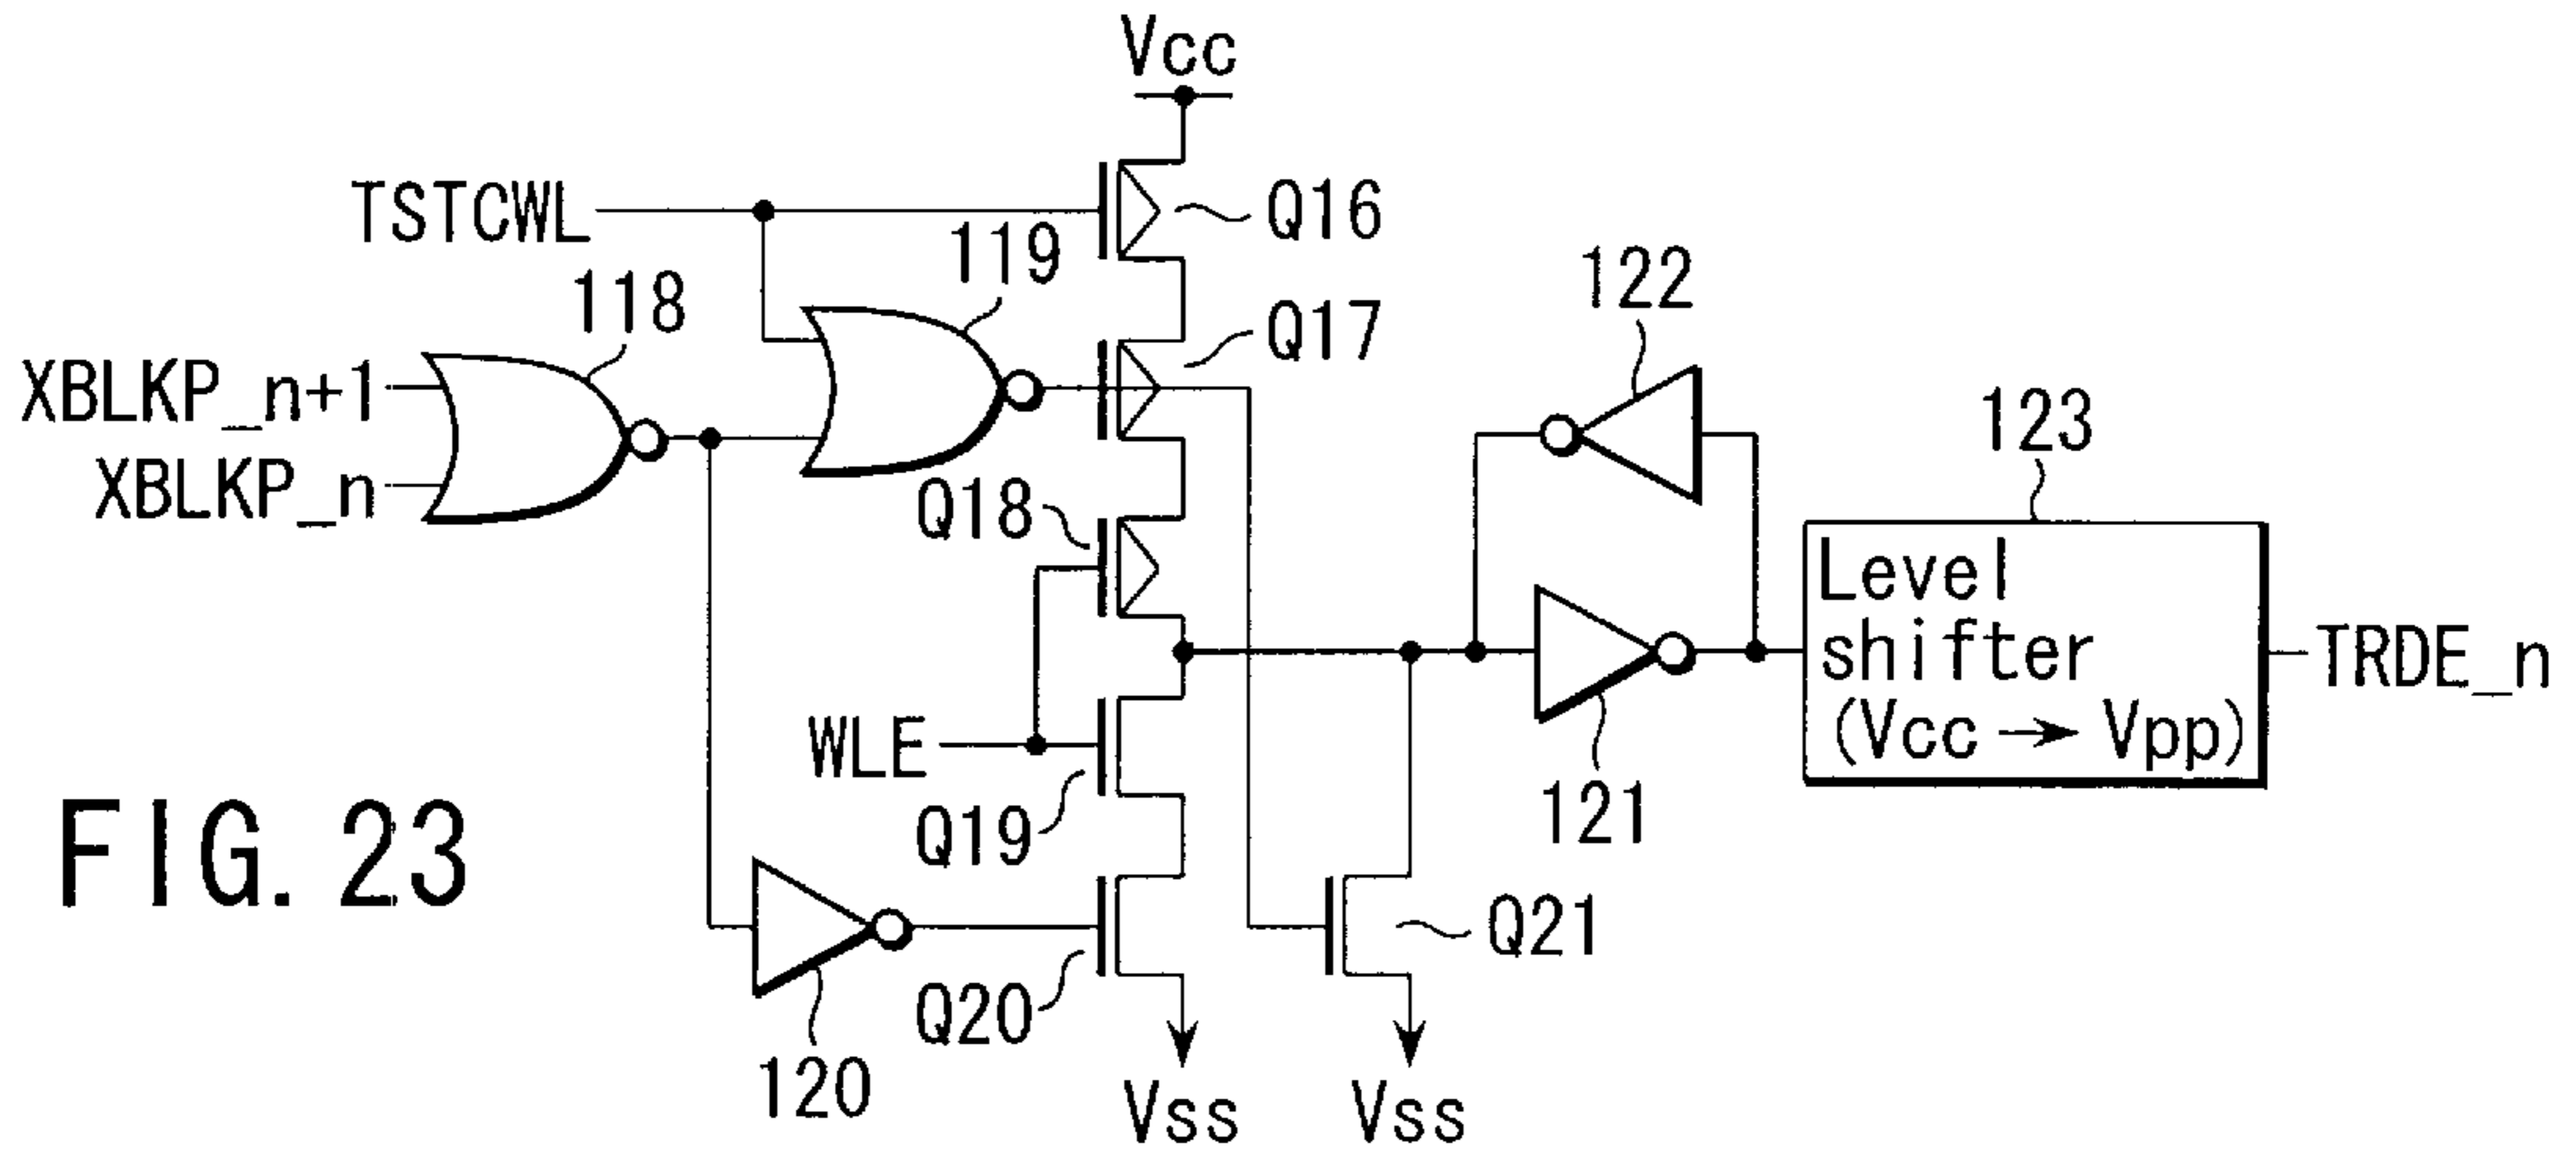 Vcc
TSTCWL
Q16
119
118
Q17
122
XBLKP_n+1
123
XBLKP_n
Q18
Level
shifter
(Vcc → Vpp)
TRDE_n
WLE
121
Q19
FIG. 23
Q21
Q20
120
Vss
Vss